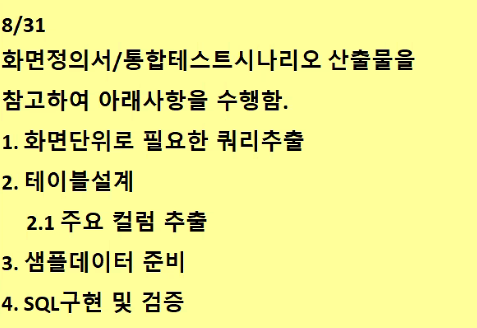 8/31
화면정의서/통합테스트시나리오 산출물을
참고하여 아래사항을 수행함.
1. 화면단위로 필요한 쿼리추출
2. 테이블설계
2.1 주요 컬럼 추출
3. 샘플데이터 준비
4. SQL구현 및 검증